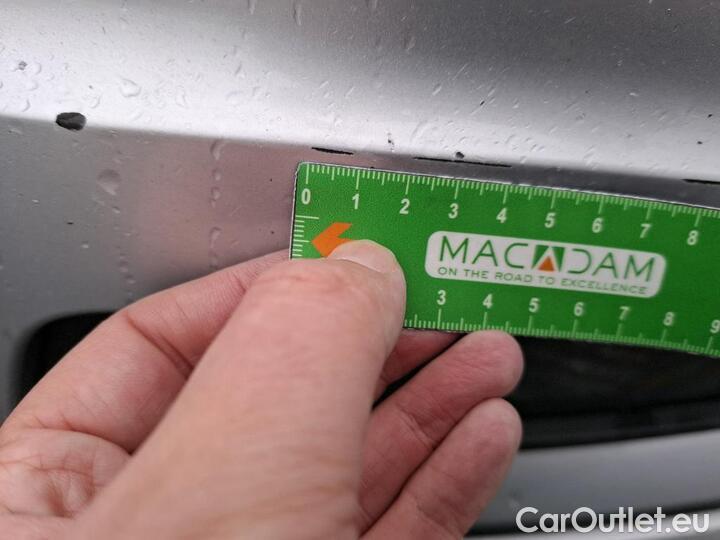 0 1 2 3 4 5 6 7 8
MACADAM
ON THE ROAD TO EXCELLENCE
3 4 5 6 7 8 9
CarOutlet.eu